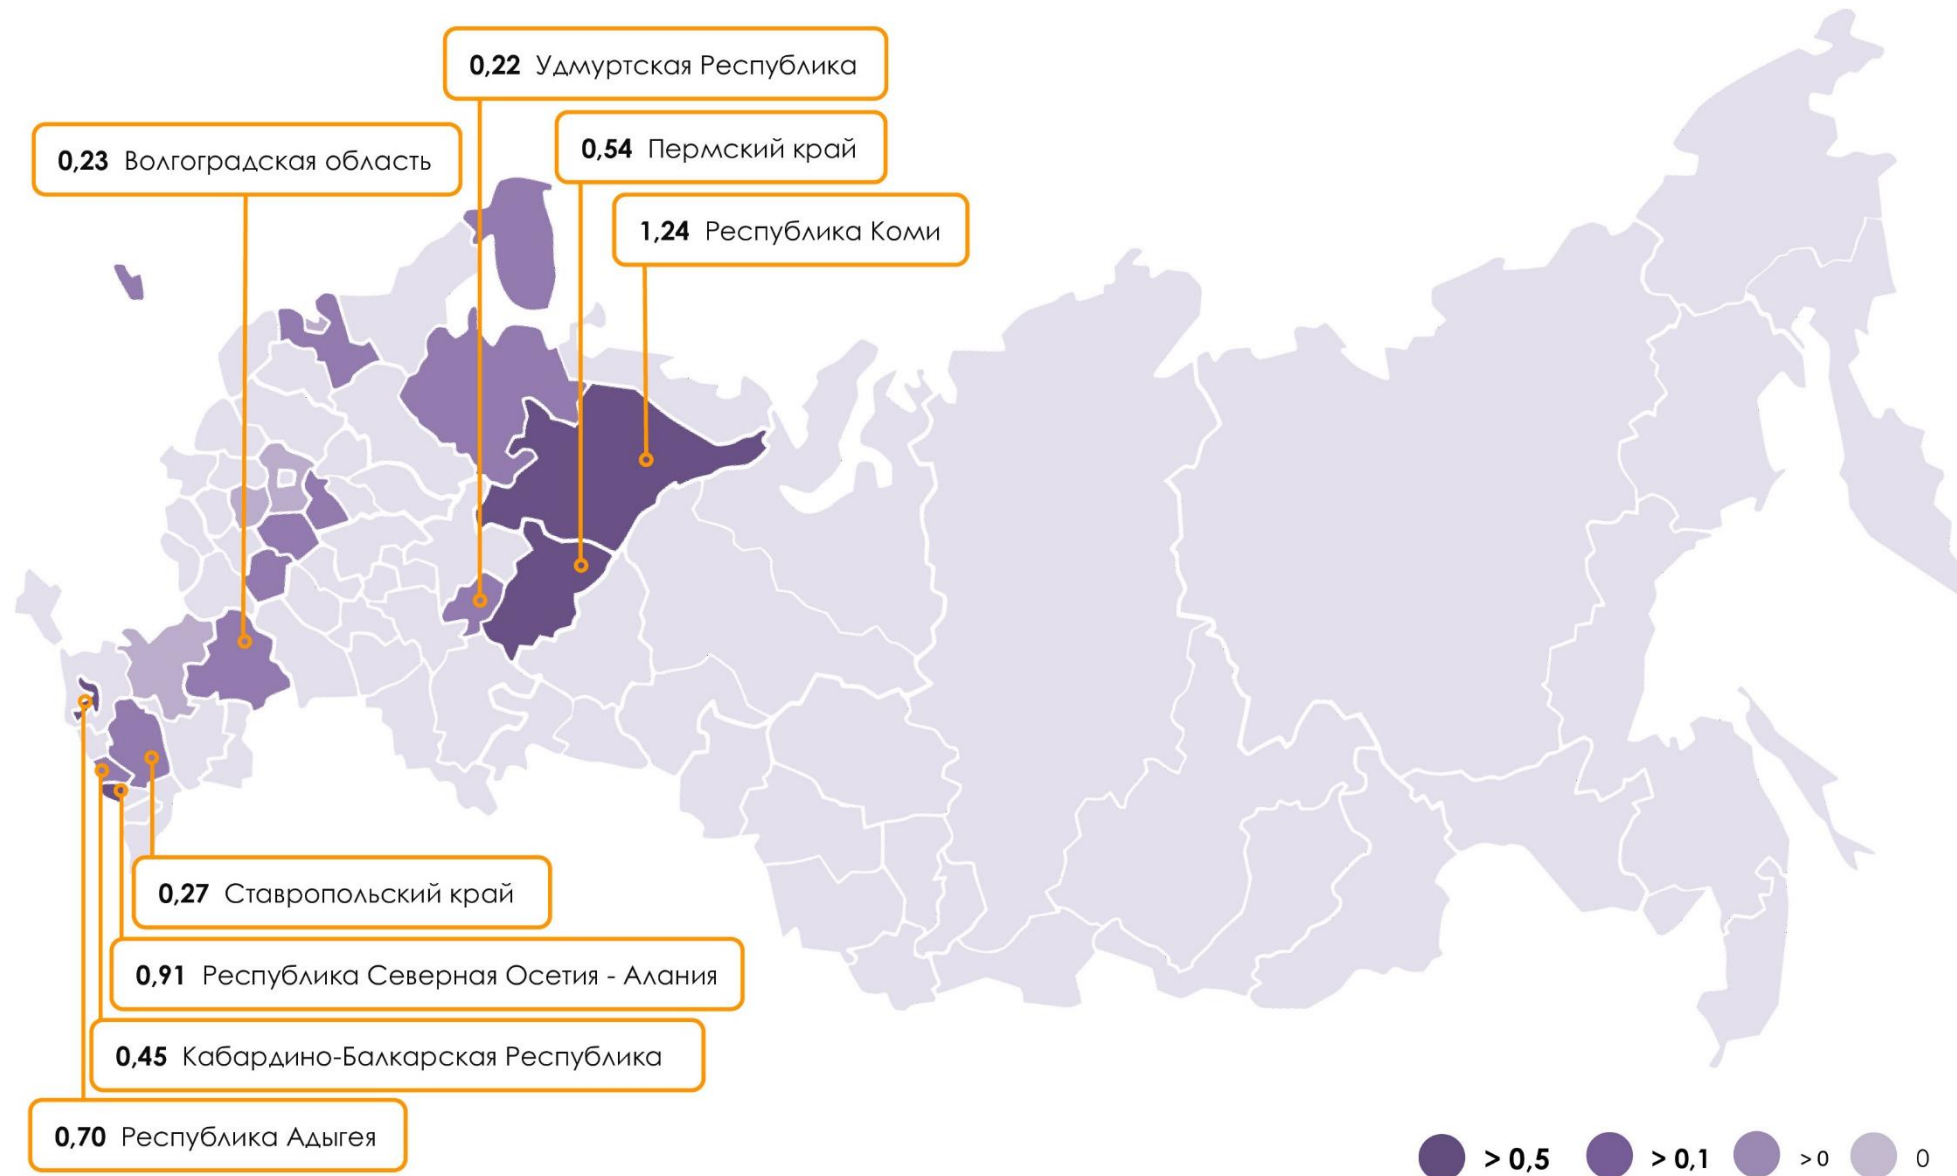 0,22 Удмуртская Республика
0,23 Волгоградская область
0,54 Пермский край
1,24 Республика Коми
0,27 Ставропольский край
0,91 Республика Северная Осетия - Алания
0,45 Кабардино-Балкарская Республика
0,70 Республика Адыгея
> 0,5 > 0,1 > 0 0